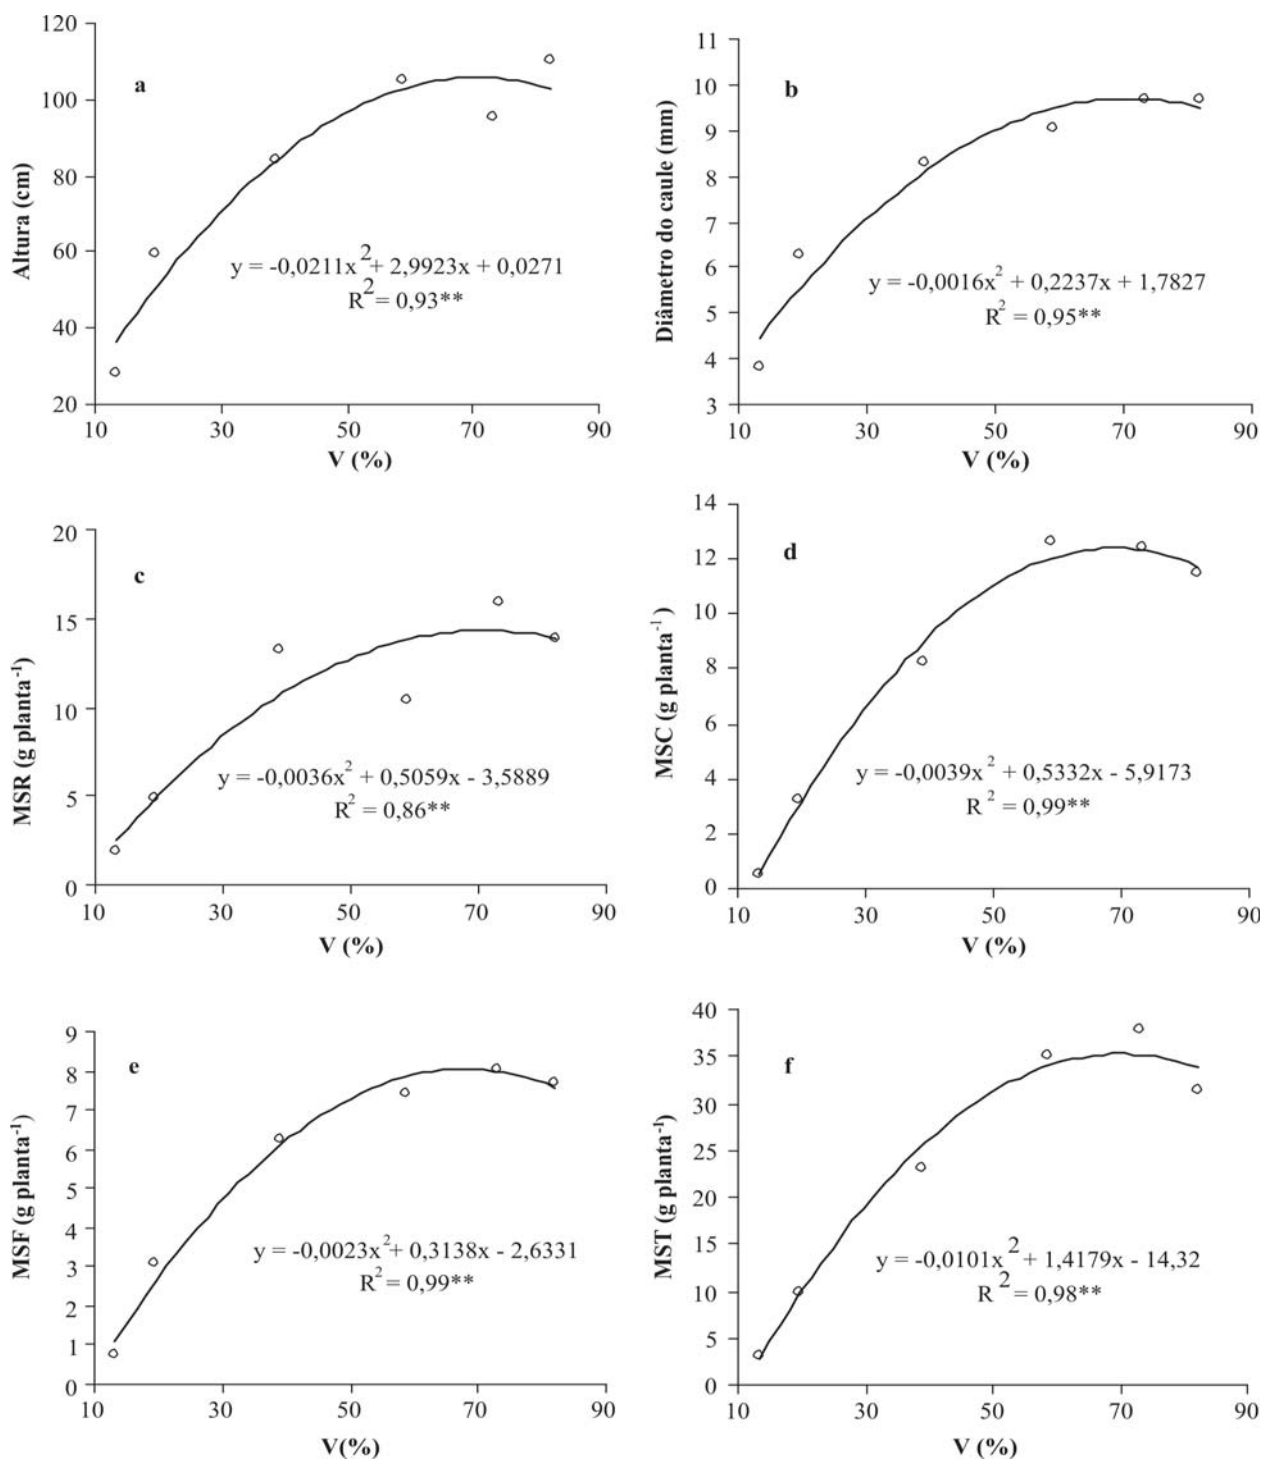 a
Altura (cm)
120
100
80
60
40
20
y = -0,0211x² + 2,9923x + 0,0271
R² = 0,93**
10 30 50 70 90
V (%)
b
Diâmetro do caule (mm)
11
10
9
8
7
6
5
4
3
y = -0,0016x² + 0,2237x + 1,7827
R² = 0,95**
10 30 50 70 90
V (%)
c
MSR (g planta⁻¹)
20
15
10
5
0
y = -0,0036x² + 0,5059x - 3,5889
R² = 0,86**
10 30 50 70 90
V (%)
d
MSC (g planta⁻¹)
14
12
10
8
6
4
2
0
y = -0,0039x² + 0,5332x - 5,9173
R² = 0,99**
10 30 50 70 90
V (%)
e
MSF (g planta⁻¹)
9
8
7
6
5
4
3
2
1
0
y = -0,0023x² + 0,3138x - 2,6331
R² = 0,99**
10 30 50 70 90
V(%)
f
MST (g planta⁻¹)
40
35
30
25
20
15
10
5
0
y = -0,0101x² + 1,4179x - 14,32
R² = 0,98**
10 30 50 70 90
V (%)